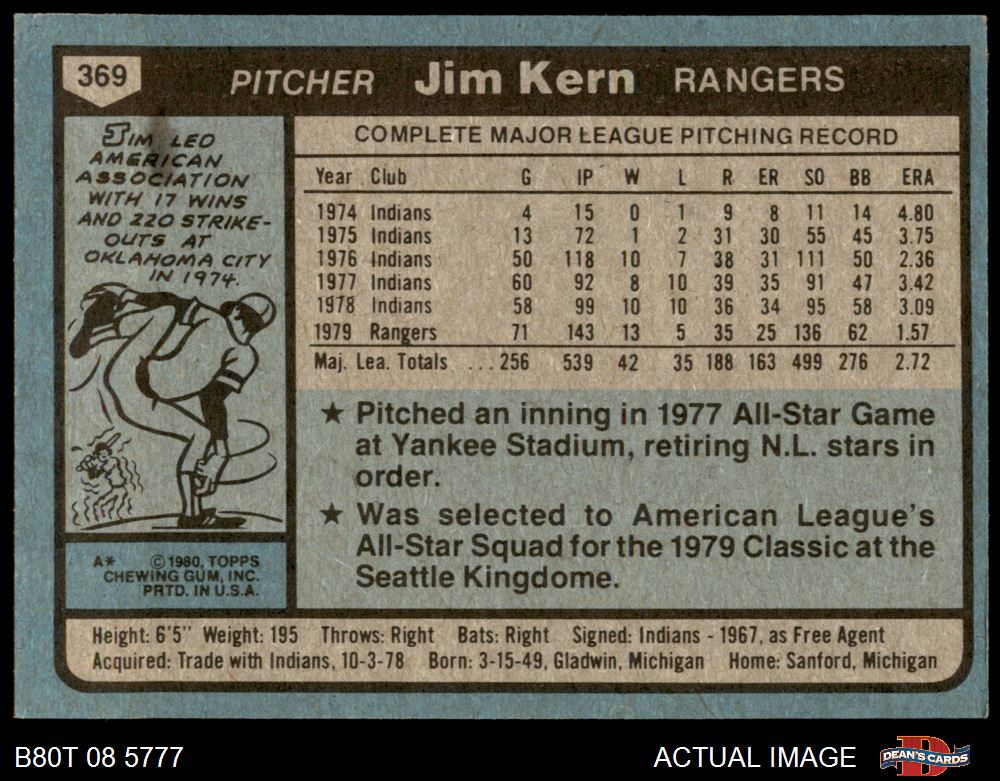 369
PITCHER Jim Kern RANGERS
JIM LED
AMERICAN
ASSOCIATION
WITH 17 WINS
AND 220 STRIKE-
OUTS AT
OKLAHOMA CITY
IN 1974.
COMPLETE MAJOR LEAGUE PITCHING RECORD
Year Club G IP W L R ER SO BB ERA
1974 Indians 4 15 0 1 9 8 11 14 4.80
1975 Indians 13 72 1 2 31 30 55 45 3.75
1976 Indians 50 118 10 7 38 31 111 50 2.36
1977 Indians 60 92 8 10 39 35 91 47 3.42
1978 Indians 58 99 10 10 36 34 95 58 3.09
1979 Rangers 71 143 13 5 35 25 136 62 1.57
Maj. Lea. Totals ...256 539 42 35 188 163 499 276 2.72
★ Pitched an inning in 1977 All-Star Game
at Yankee Stadium, retiring N.L. stars in
order.
★ Was selected to American League's
All-Star Squad for the 1979 Classic at the
Seattle Kingdome.
A* © 1980, TOPPS
CHEWING GUM, INC.
PRTD. IN U.S.A.
Height: 6'5" Weight: 195 Throws: Right Bats: Right Signed: Indians - 1967, as Free Agent
Acquired: Trade with Indians, 10-3-78 Born: 3-15-49, Gladwin, Michigan Home: Sanford, Michigan
B80T 08 5777
ACTUAL IMAGE
DEAN'S CARDS